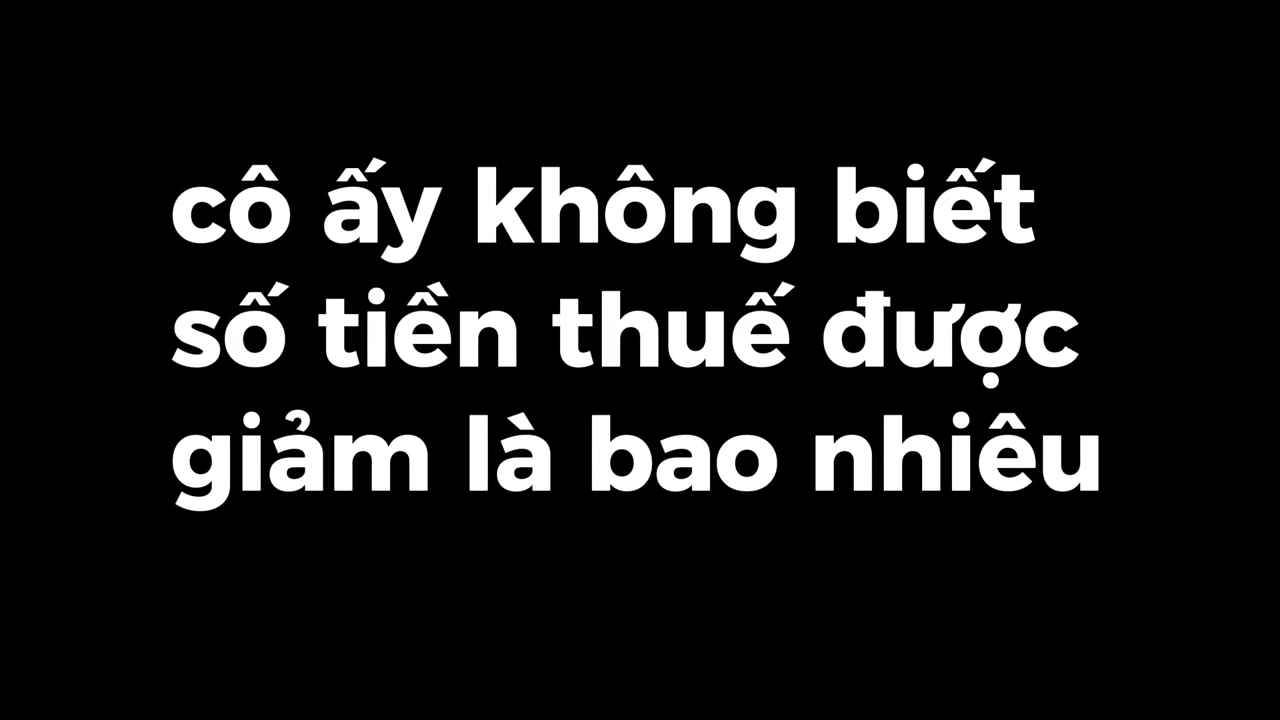 cô ấy không biết
số tiền thuế được
giảm là bao nhiêu